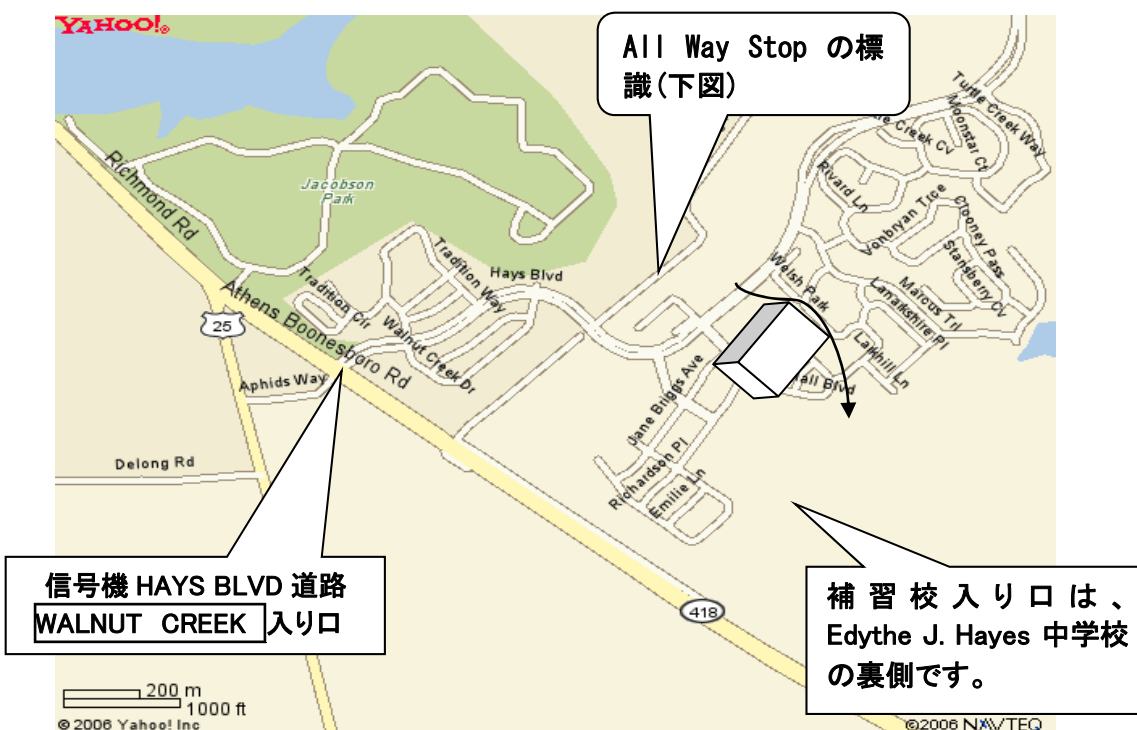 YAHOO!®
All Way Stop の標
識(下図)
Turtle Creek Way
Moonstar Ct
le Creek Cv
Rivard Ln
Vonbryan Trce
Clooney Pass
Stansberry Cv
Marcus Trl
Lanarkshire Pl
Welsh Park
Lakhill Ln
Hall Blvd
Richmond Rd
Jacobson
Park
Tradition Way
Hays Blvd
Tradition Cir
Athens Boonesboro Rd
25
Walnut Creek Dr
Aphids Way
Jane Briggs Ave
Richardson Pl
Emilie Ln
Delong Rd
418
信号機 HAYS BLVD 道路
WALNUT CREEK 入り口
補習校入り口は、
Edythe J. Hayes 中学校
の裏側です。
200 m
1000 ft
©2006 Yahoo! Inc
©2006 NAVTEQ